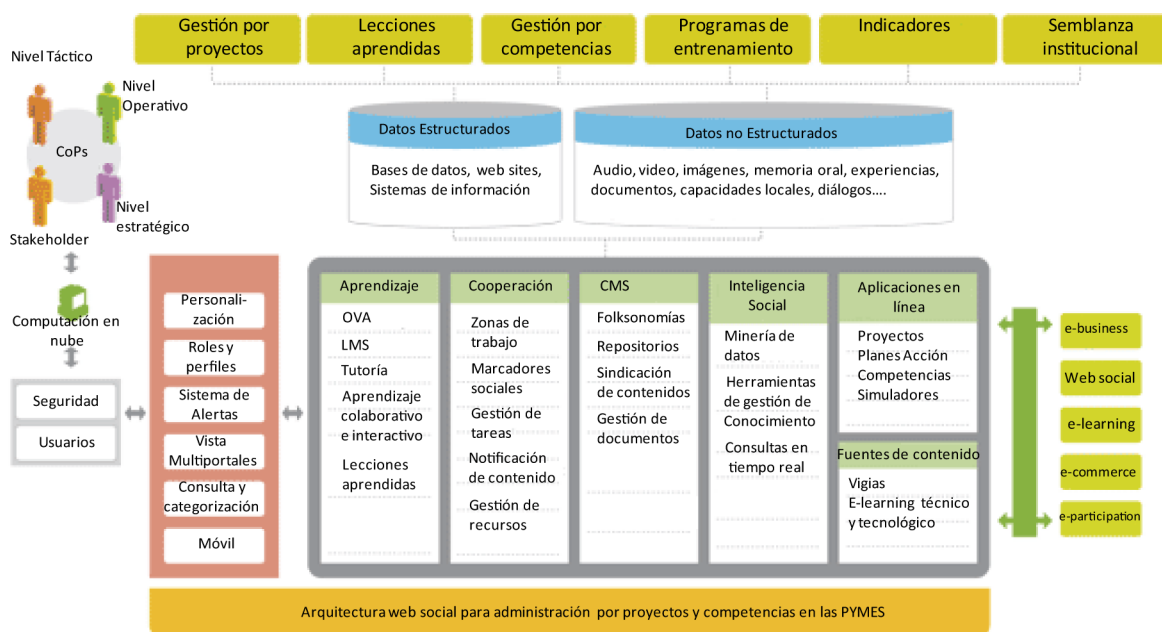 Gestión por
proyectos
Lecciones
aprendidas
Gestión por
competencias
Programas de
entrenamiento
Indicadores
Semblanza
institucional
Nivel Táctico
Nivel
Operativo
CoPs
Nivel
estratégico
Stakeholder
Computación en
nube
Seguridad
Usuarios
Datos Estructurados
Bases de datos, web sites,
Sistemas de información
Datos no Estructurados
Audio, video, imágenes, memoria oral, experiencias,
documentos, capacidades locales, diálogos....
Personali-
zación
Roles y
perfiles
Sistema de
Alertas
Vista
Multiportales
Consulta y
categorización
Móvil
Aprendizaje
OVA
LMS
Tutoría
Aprendizaje
colaborativo
e interactivo
Lecciones
aprendidas
Cooperación
Zonas de
trabajo
Marcadores
sociales
Gestión de
tareas
Notificación
de contenido
Gestión de
recursos
CMS
Folksonomías
Repositorios
Sindicación
de contenidos
Gestión de
documentos
Inteligencia
Social
Minería de
datos
Herramientas
de gestión de
Conocimiento
Consultas en
tiempo real
Aplicaciones en
línea
Proyectos
Planes Acción
Competencias
Simuladores
Fuentes de contenido
Vigias
E-learning técnico
y tecnológico
e-business
Web social
e-learning
e-commerce
e-participation
Arquitectura web social para administración por proyectos y competencias en las PYMES